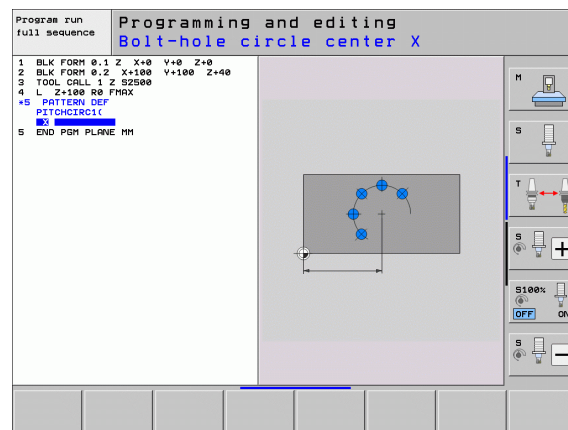 Program run
full sequence
Programming and editing
Bolt-hole circle center X
1 BLK FORM 0.1 Z X+0 Y+0 Z+0
2 BLK FORM 0.2 X+100 Y+100 Z+40
3 TOOL CALL 1 Z S2500
4 L Z+100 R0 FMAX
*5 PATTERN DEF
PITCHCIRC1(
X
5 END PGM PLANE MM
M
S
T
S
+
S100%
OFF ON
S
-